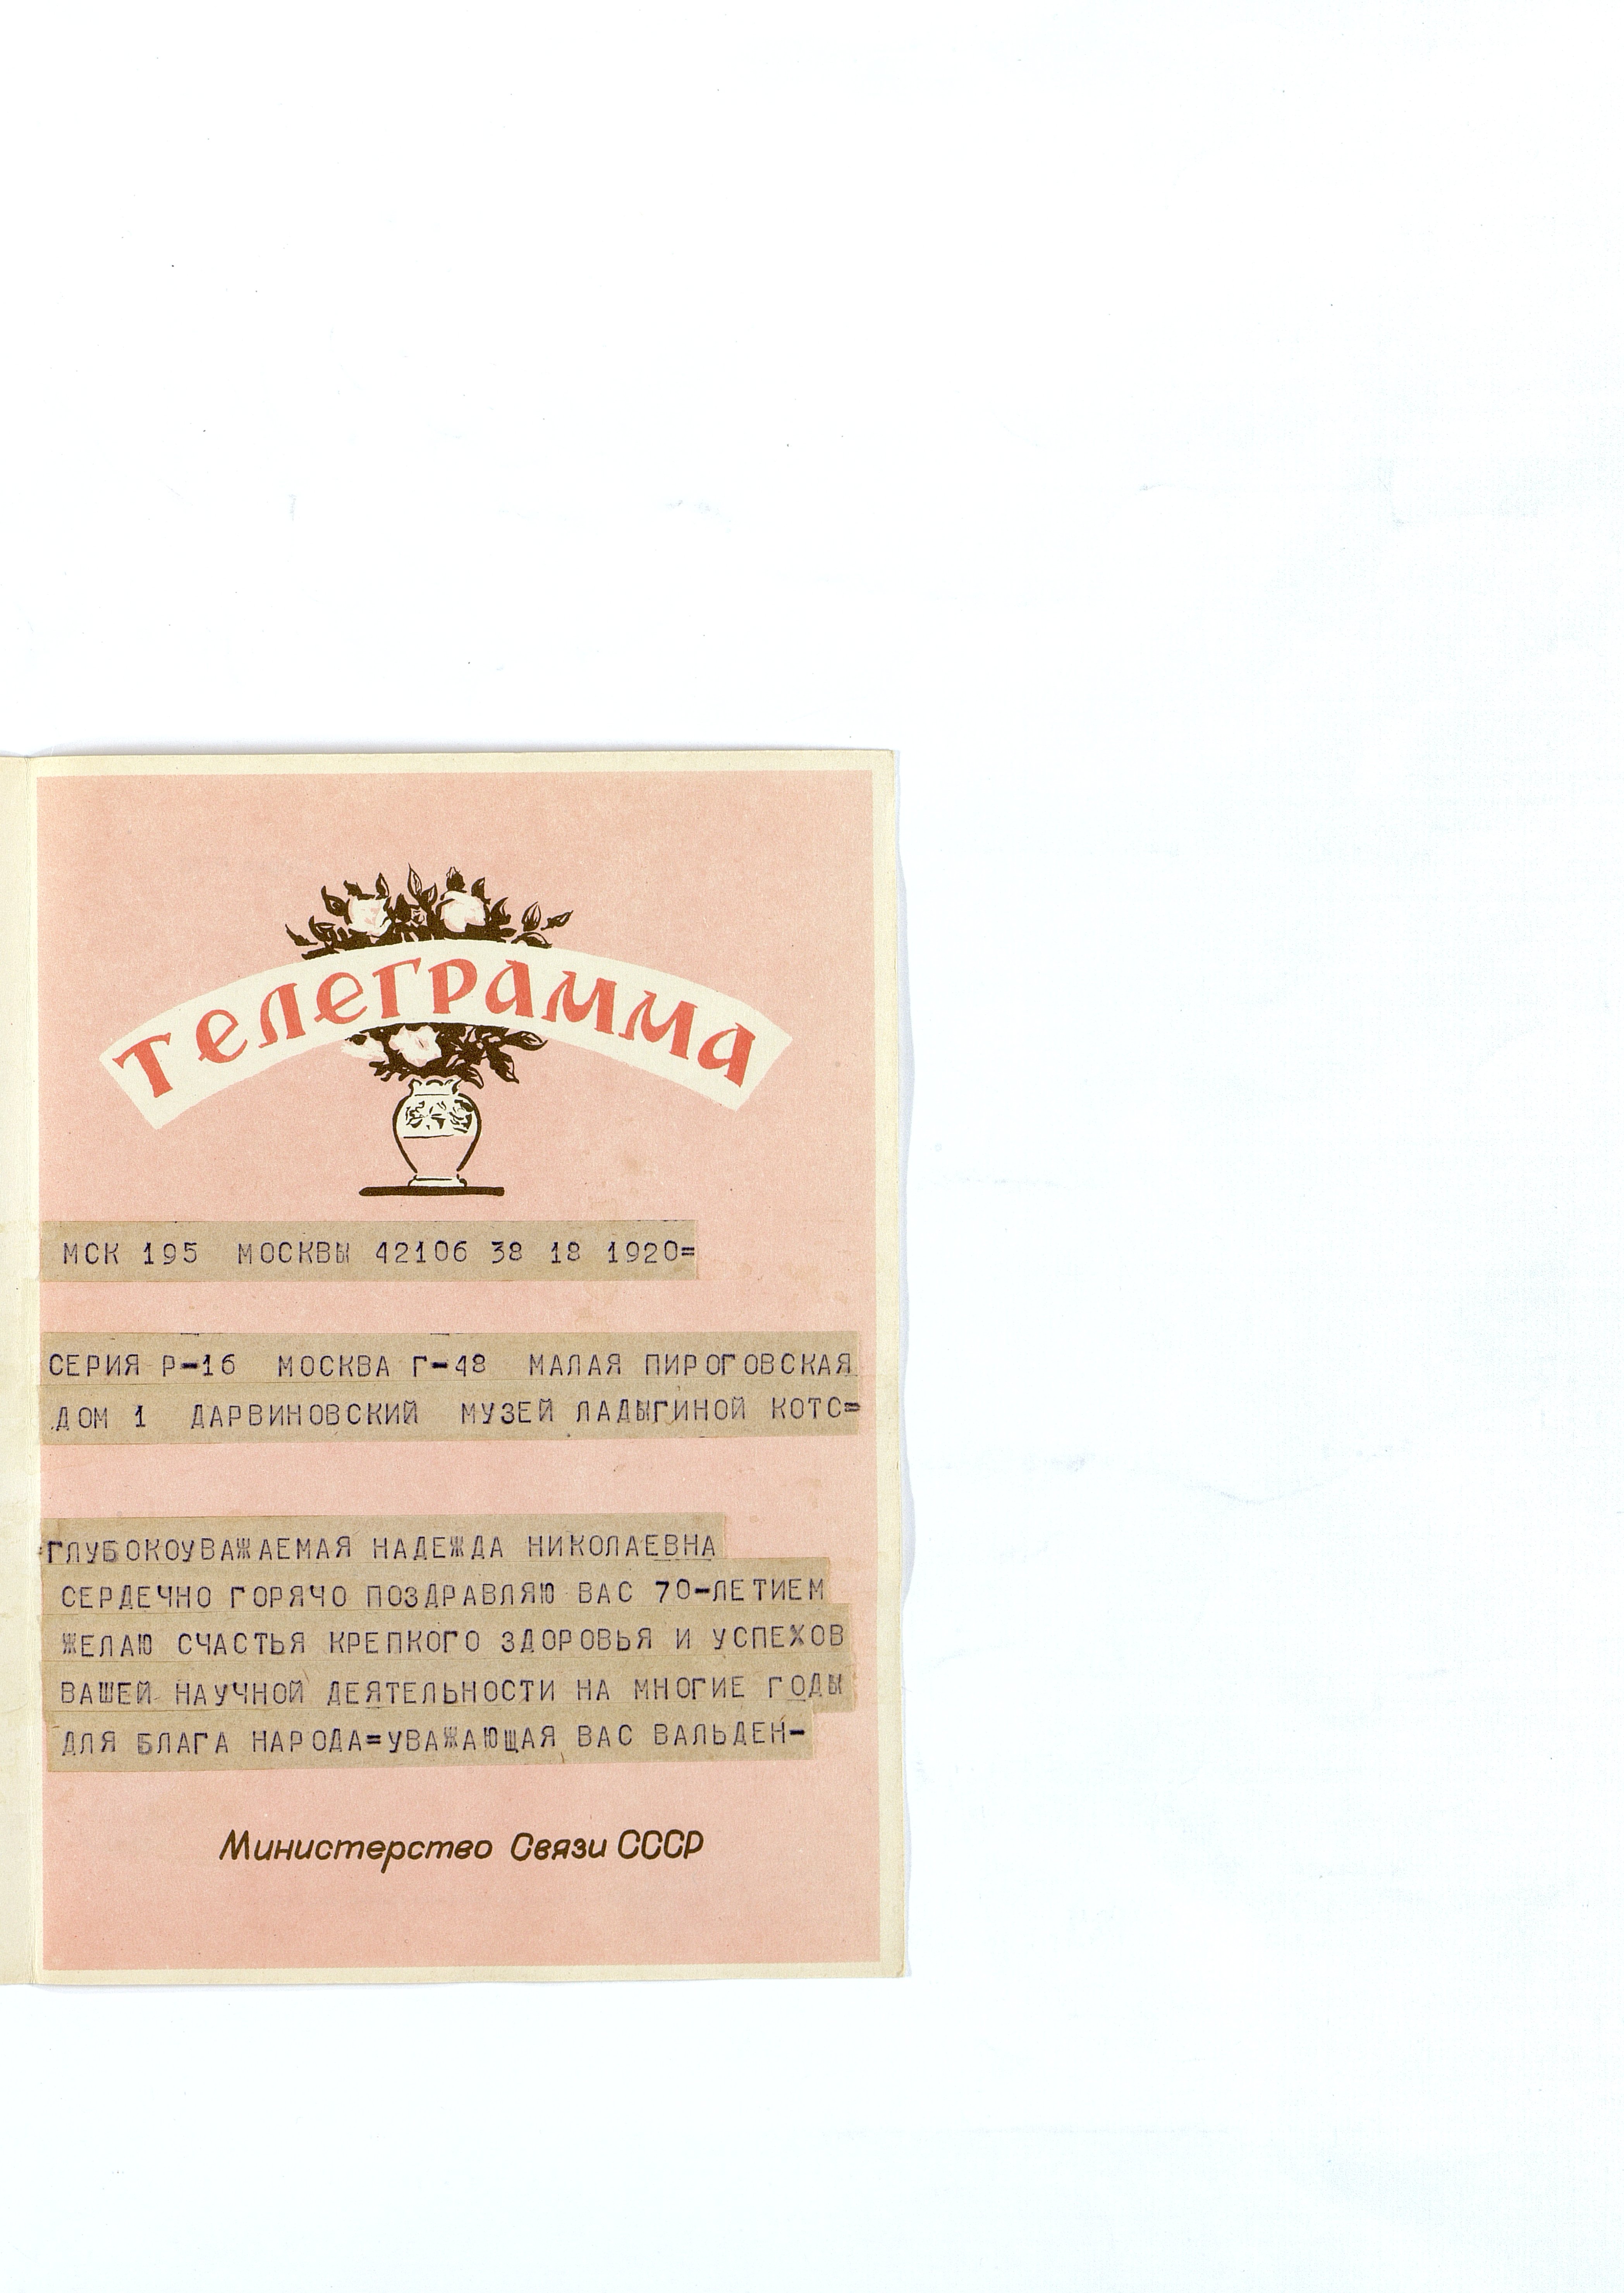 телеграмма
МСК 195 МОСКВЫ 42106 38 18 1920=
СЕРИЯ Р-16 МОСКВА Г-48 МАЛАЯ ПИРОГОВСКАЯ
ДОМ 1 ДАРВИНОВСКИЙ МУЗЕЙ ЛАДЫГИНОЙ КОТС=
ГЛУБОКОУВАЖАЕМАЯ НАДЕЖДА НИКОЛАЕВНА
СЕРДЕЧНО ГОРЯЧО ПОЗДРАВЛЯЮ ВАС 70-ЛЕТИЕМ
ЖЕЛАЮ СЧАСТЬЯ КРЕПКОГО ЗДОРОВЬЯ И УСПЕХОВ
ВАШЕЙ НАУЧНОЙ ДЕЯТЕЛЬНОСТИ НА МНОГИЕ ГОДЫ
ДЛЯ БЛАГА НАРОДА=УВАЖАЮЩАЯ ВАС ВАЛЬДЕН-
Министерство Связи СССР